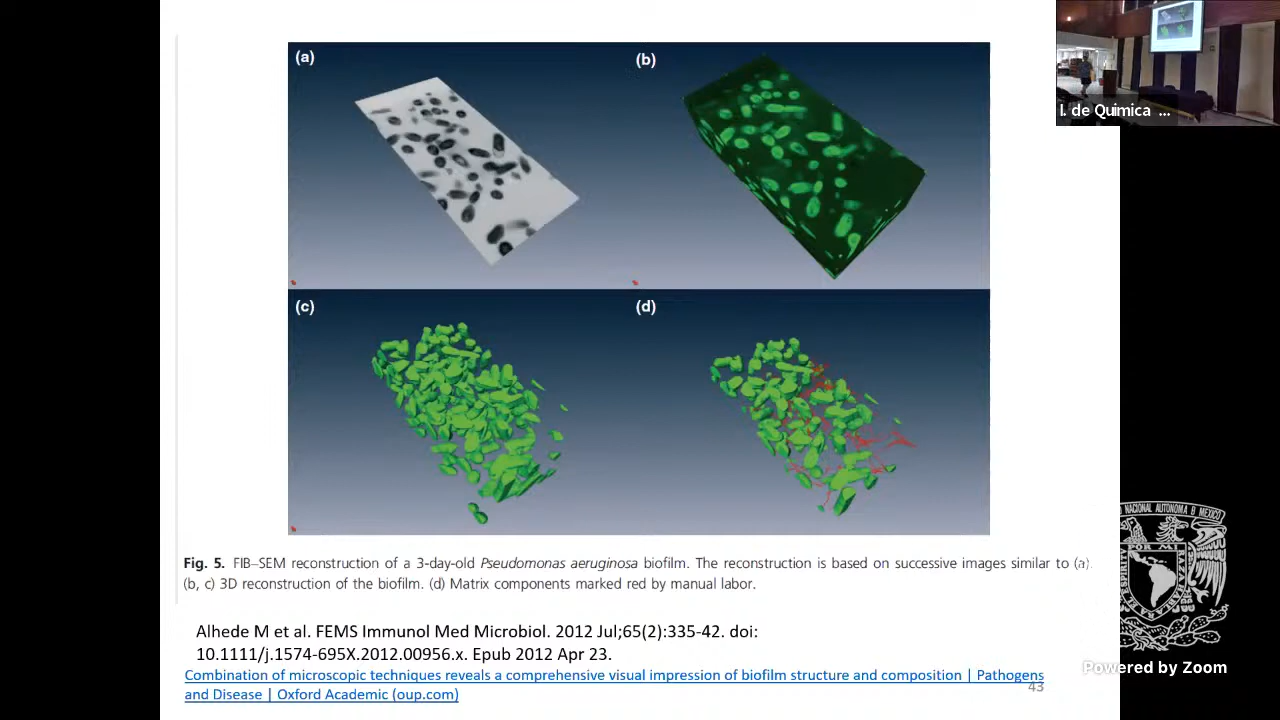 (a)
(b)
(c)
(d)
Fig. 5. FIB–SEM reconstruction of a 3-day-old Pseudomonas aeruginosa biofilm. The reconstruction is based on successive images similar to (a).
(b, c) 3D reconstruction of the biofilm. (d) Matrix components marked red by manual labor.
Alhede M et al. FEMS Immunol Med Microbiol. 2012 Jul;65(2):335-42. doi:
10.1111/j.1574-695X.2012.00956.x. Epub 2012 Apr 23.
Combination of microscopic techniques reveals a comprehensive visual impression of biofilm structure and composition | Pathogens
and Disease | Oxford Academic (oup.com)
43
I. de Quimica ...
Powered by Zoom